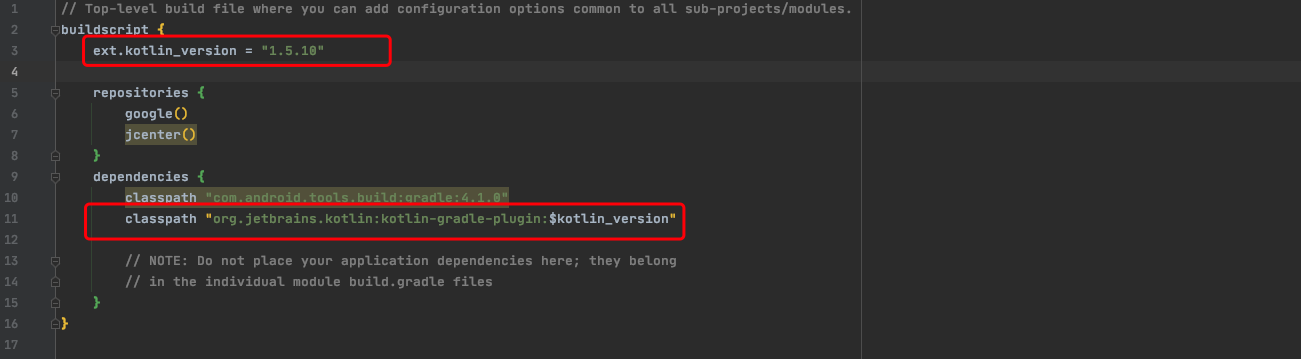 1 // Top-level build file where you can add configuration options common to all sub-projects/modules.
2 buildscript {
3 ext.kotlin_version = "1.5.10"
4
5 repositories {
6 google()
7 jcenter()
8 }
9 dependencies {
10 classpath "com.android.tools.build:gradle:4.1.0"
11 classpath "org.jetbrains.kotlin:kotlin-gradle-plugin:$kotlin_version"
12
13 // NOTE: Do not place your application dependencies here; they belong
14 // in the individual module build.gradle files
15 }
16 }
17